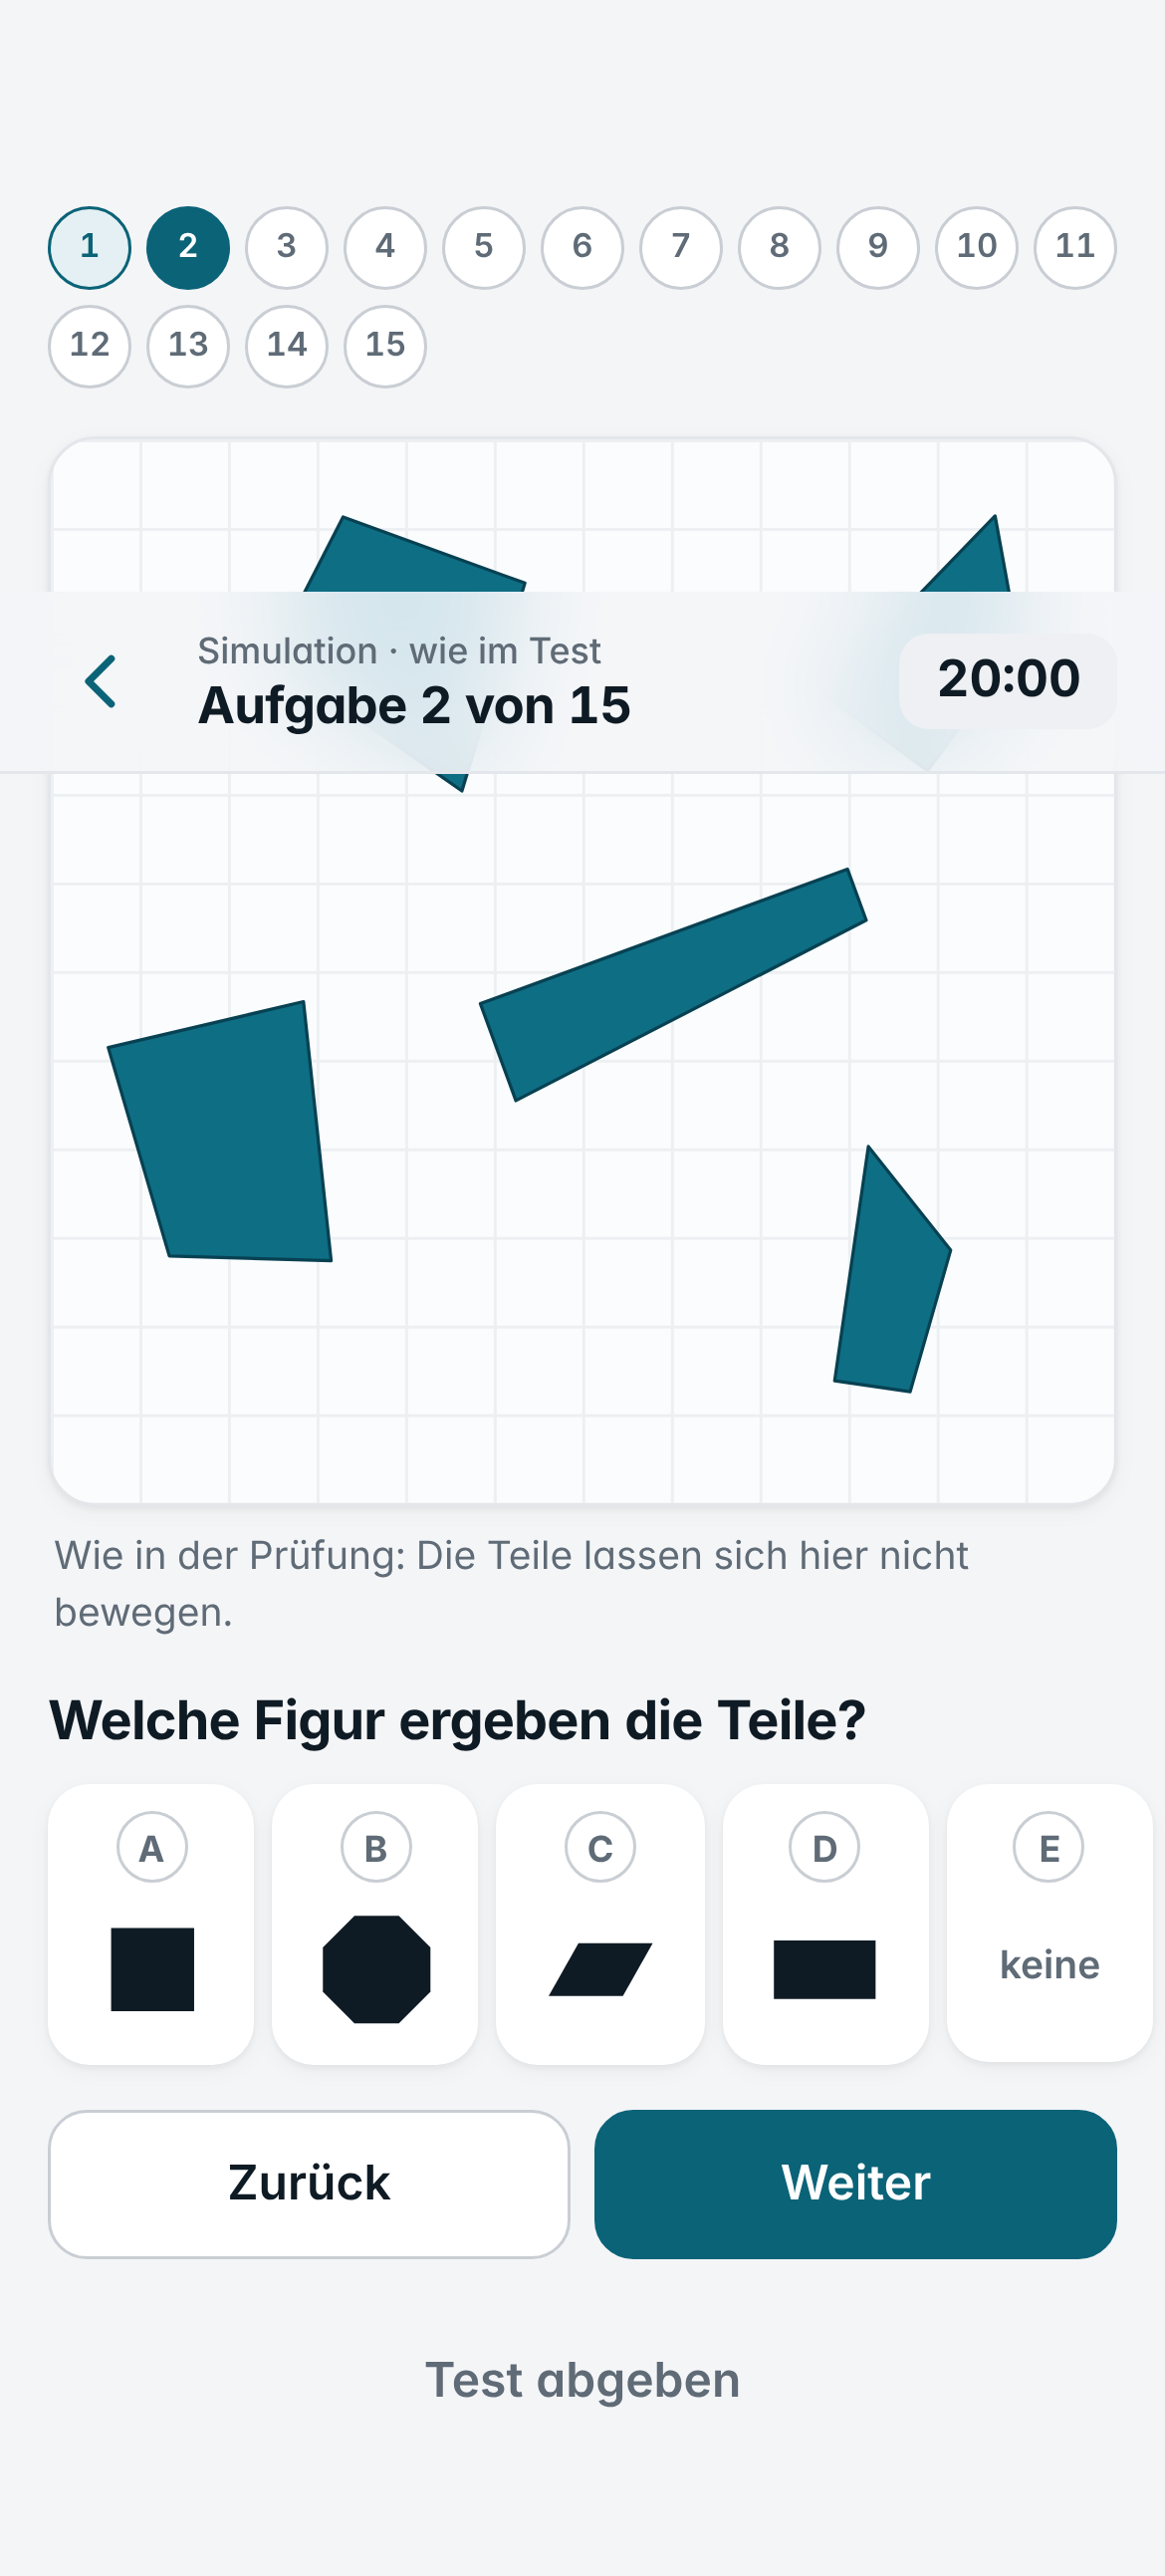 1 2 3 4 5 6 7 8 9 10 11
12 13 14 15
Simulation · wie im Test
Aufgabe 2 von 15
20:00
Wie in der Prüfung: Die Teile lassen sich hier nicht
bewegen.
Welche Figur ergeben die Teile?
A B C D E
keine
Zurück Weiter
Test abgeben